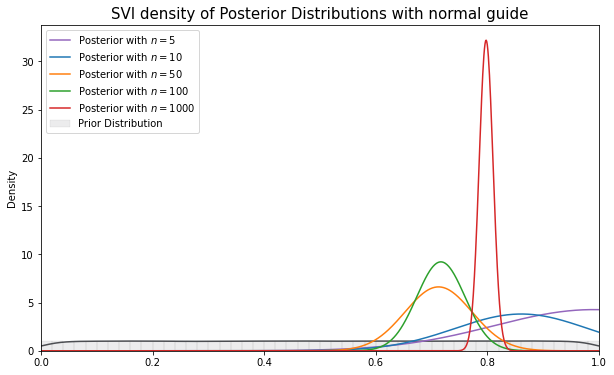 SVI density of Posterior Distributions with normal guide
Posterior with n = 5
Posterior with n = 10
Posterior with n = 50
Posterior with n = 100
Posterior with n = 1000
Prior Distribution
Density
30
25
20
15
10
5
0
0.0 0.2 0.4 0.6 0.8 1.0